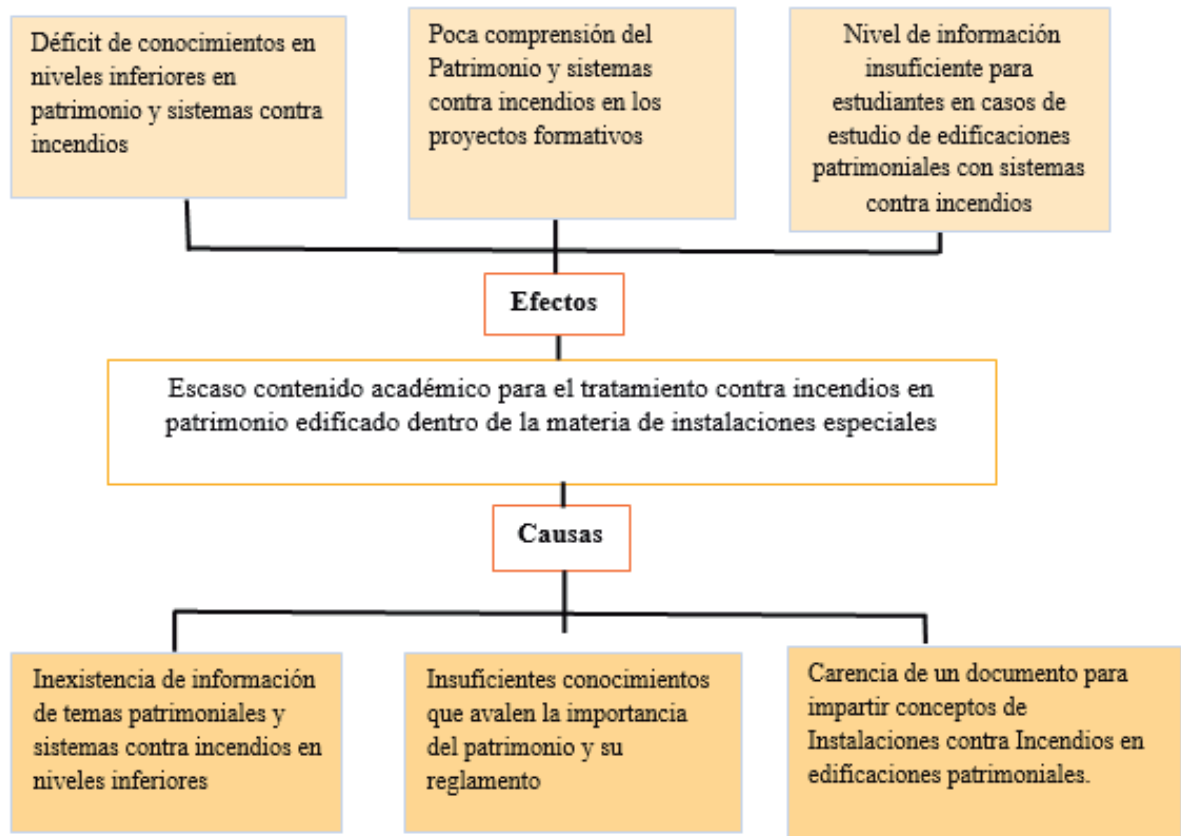 Déficit de conocimientos en
niveles inferiores en
patrimonio y sistemas contra
incendios
Poca comprensión del
Patrimonio y sistemas
contra incendios en los
proyectos formativos
Nivel de información
insuficiente para
estudiantes en casos de
estudio de edificaciones
patrimoniales con sistemas
contra incendios
Efectos
Escaso contenido académico para el tratamiento contra incendios en
patrimonio edificado dentro de la materia de instalaciones especiales
Causas
Inexistencia de información
de temas patrimoniales y
sistemas contra incendios en
niveles inferiores
Insuficientes conocimientos
que avalen la importancia
del patrimonio y su
reglamento
Carencia de un documento para
impartir conceptos de
Instalaciones contra Incendios en
edificaciones patrimoniales.